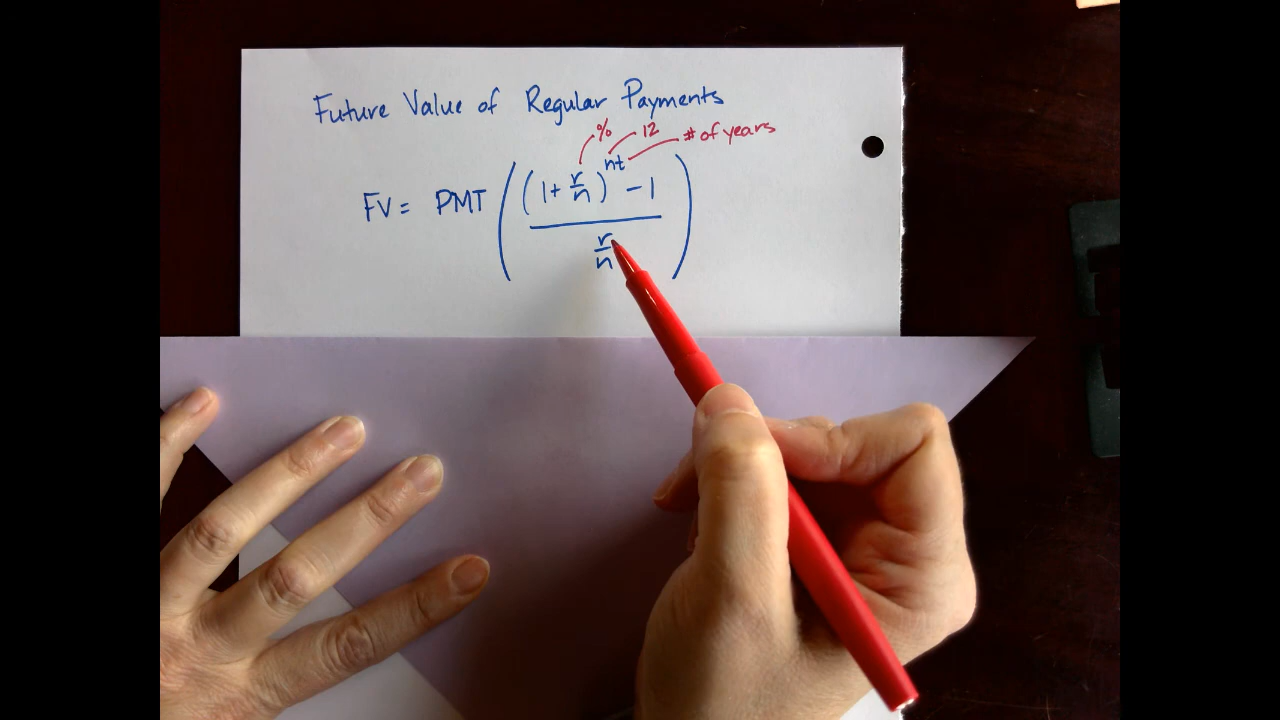 Future Value of Regular Payments
% 12 # of years
FV = PMT ( ( 1 + r/n )^nt - 1 / r/n )